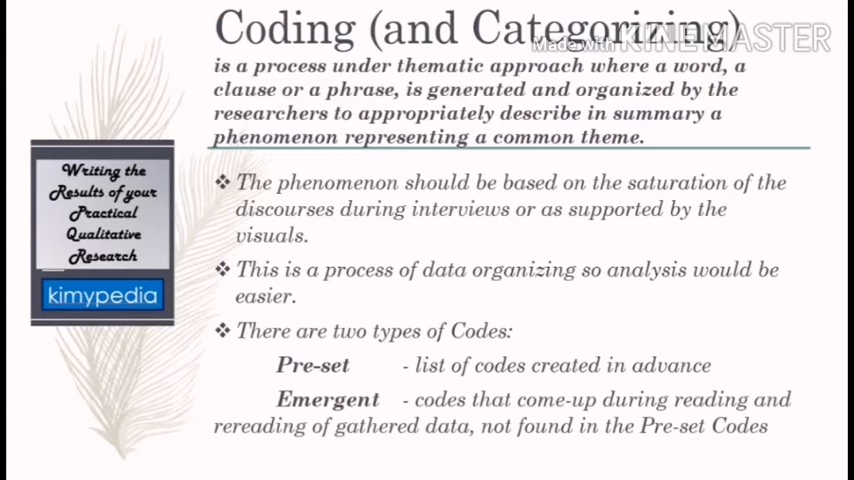 Coding (and Categorizing)
Made with KINEMASTER
is a process under thematic approach where a word, a
clause or a phrase, is generated and organized by the
researchers to appropriately describe in summary a
phenomenon representing a common theme.
Writing the
Results of your
Practical
Qualitative
Research
kimypedia
❖ The phenomenon should be based on the saturation of the
discourses during interviews or as supported by the
visuals.
❖ This is a process of data organizing so analysis would be
easier.
❖ There are two types of Codes:
Pre-set - list of codes created in advance
Emergent - codes that come-up during reading and
rereading of gathered data, not found in the Pre-set Codes